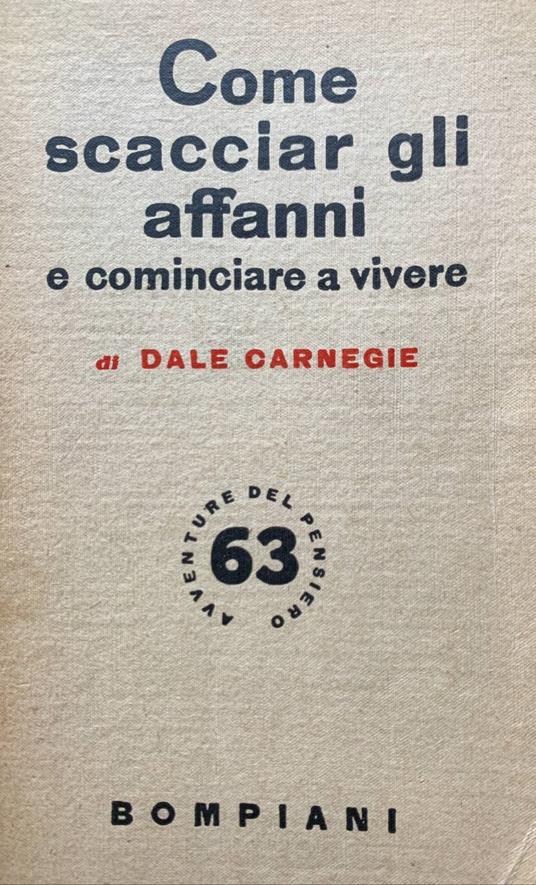 Come
scacciar gli
affanni
e cominciare a vivere
di DALE CARNEGIE
AVVENTURE DEL PENSIERO
63
BOMPIANI